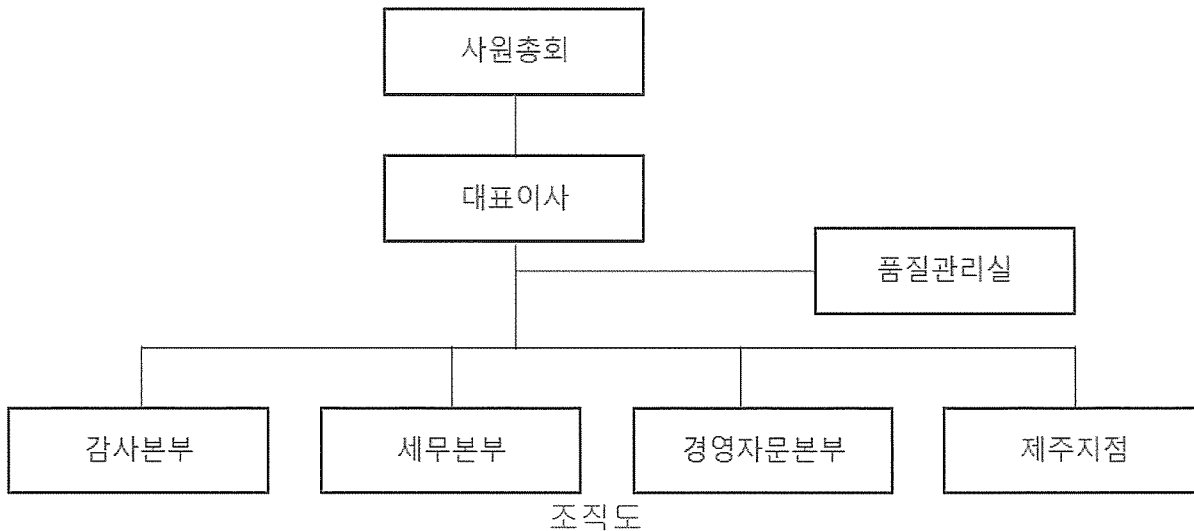 사원총회
대표이사
품질관리실
감사본부
세무본부
경영자문본부
제주지점
조직도